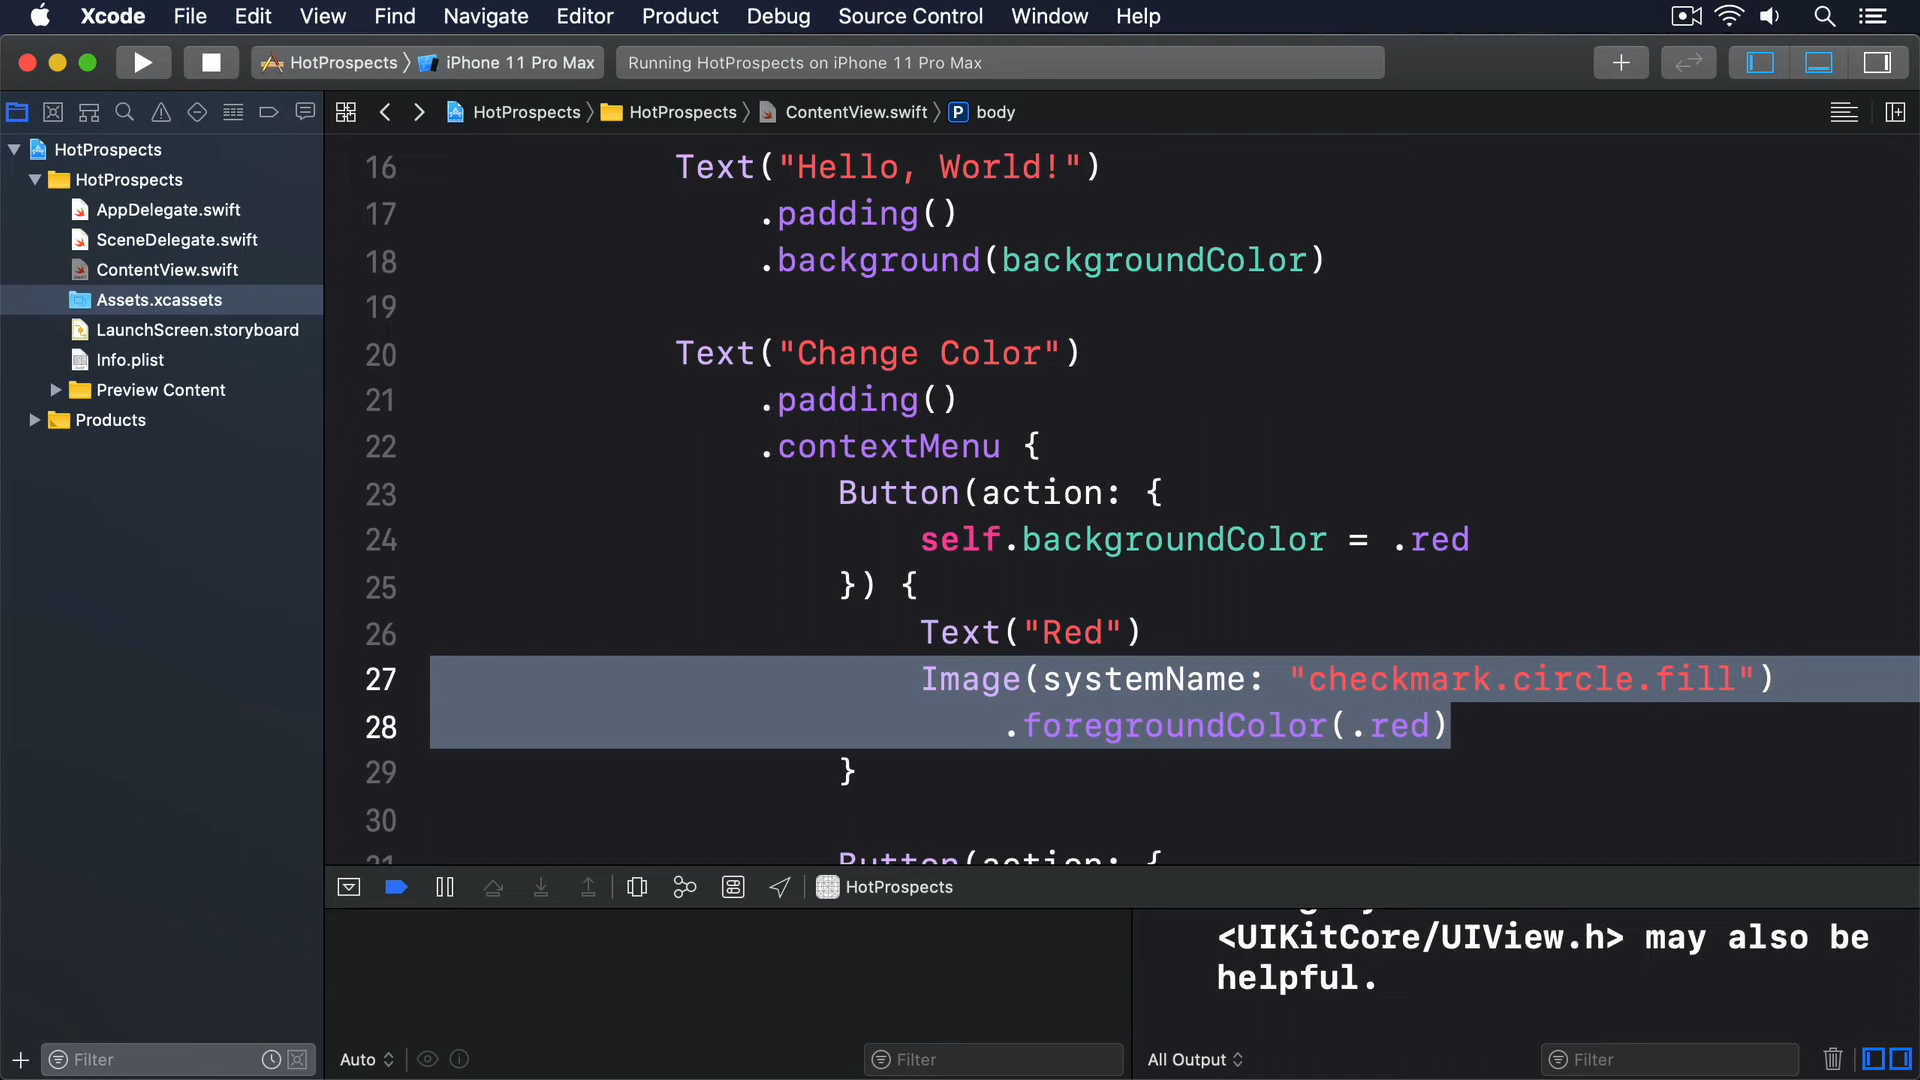 Xcode File Edit View Find Navigate Editor Product Debug Source Control Window Help
HotProspects iPhone 11 Pro Max Running HotProspects on iPhone 11 Pro Max
HotProspects HotProspects ContentView.swift P body
HotProspects
HotProspects
AppDelegate.swift
SceneDelegate.swift
ContentView.swift
Assets.xcassets
LaunchScreen.storyboard
Info.plist
Preview Content
Products
16 Text("Hello, World!")
17 .padding()
18 .background(backgroundColor)
19
20 Text("Change Color")
21 .padding()
22 .contextMenu {
23 Button(action: {
24 self.backgroundColor = .red
25 }) {
26 Text("Red")
27 Image(systemName: "checkmark.circle.fill")
28 .foregroundColor(.red)
29 }
30
31 Button(action: {
HotProspects
<UIKitCore/UIView.h> may also be
helpful.
Filter Auto Filter All Output Filter